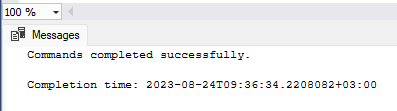 100 %
Messages
Commands completed successfully.
Completion time: 2023-08-24T09:36:34.2208082+03:00